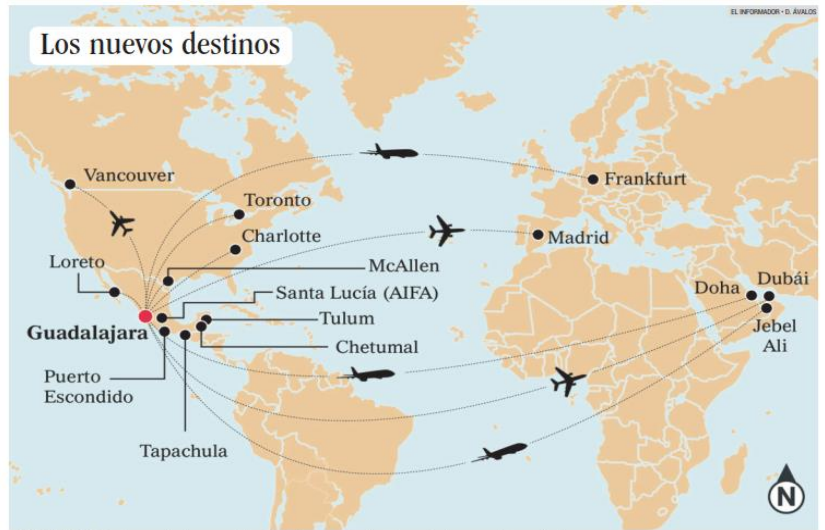 EL INFORMADOR • D. ÁVALOS
Los nuevos destinos
Vancouver
Toronto
Charlotte
Loreto
McAllen
Santa Lucía (AIFA)
Guadalajara
Tulum
Chetumal
Puerto
Escondido
Tapachula
Frankfurt
Madrid
Doha
Dubái
Jebel
Ali
N